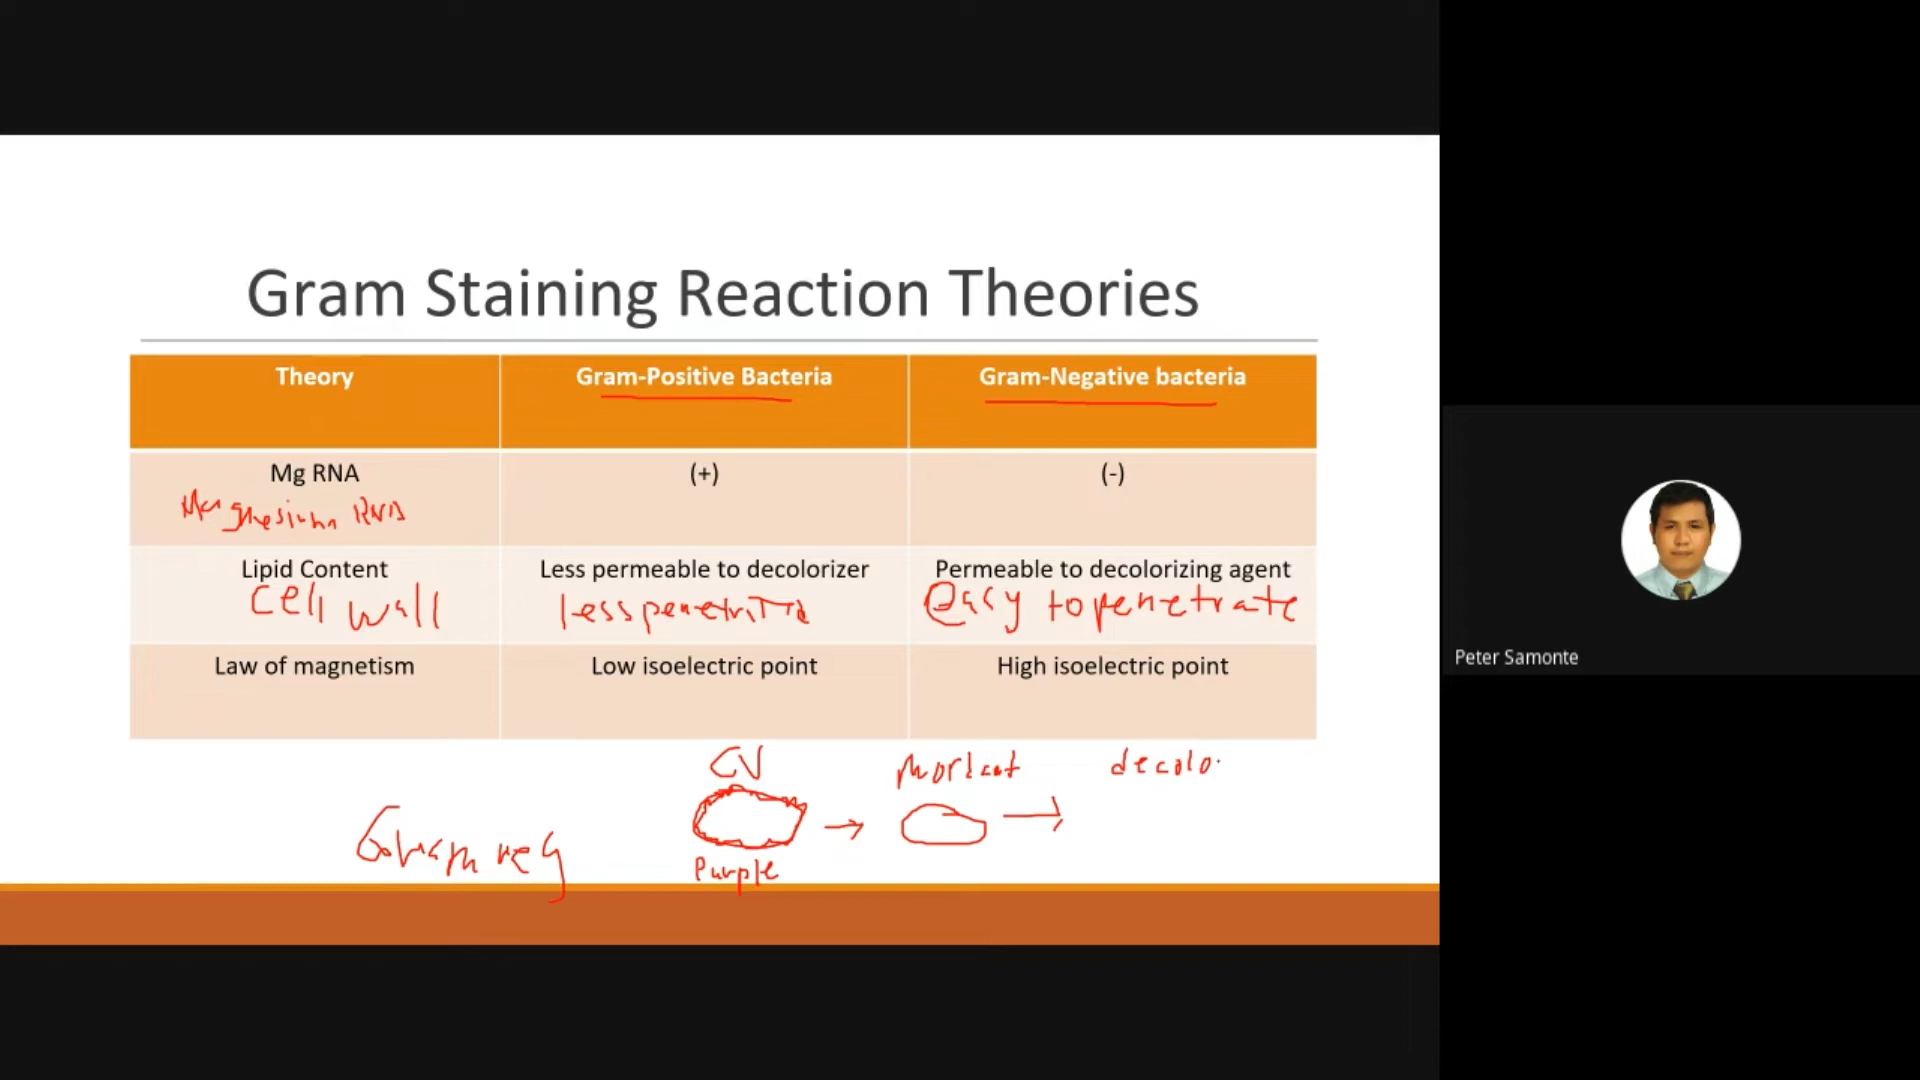 Gram Staining Reaction Theories
Theory Gram-Positive Bacteria Gram-Negative bacteria
Mg RNA (+) (-)
Magnesium RNA
Lipid Content Less permeable to decolorizer Permeable to decolorizing agent
Cell wall less penetrate easy to penetrate
Law of magnetism Low isoelectric point High isoelectric point
CV mordant decolo
Gram neg
Purple
Peter Samonte